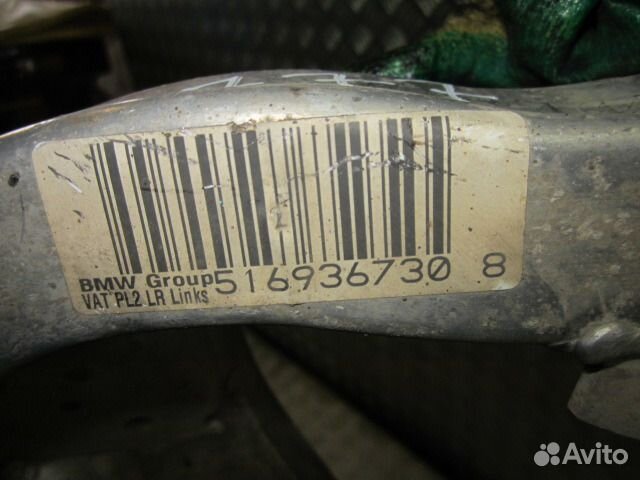 BMW Group 516936730 8
VAT PL2 LR Links
Avito